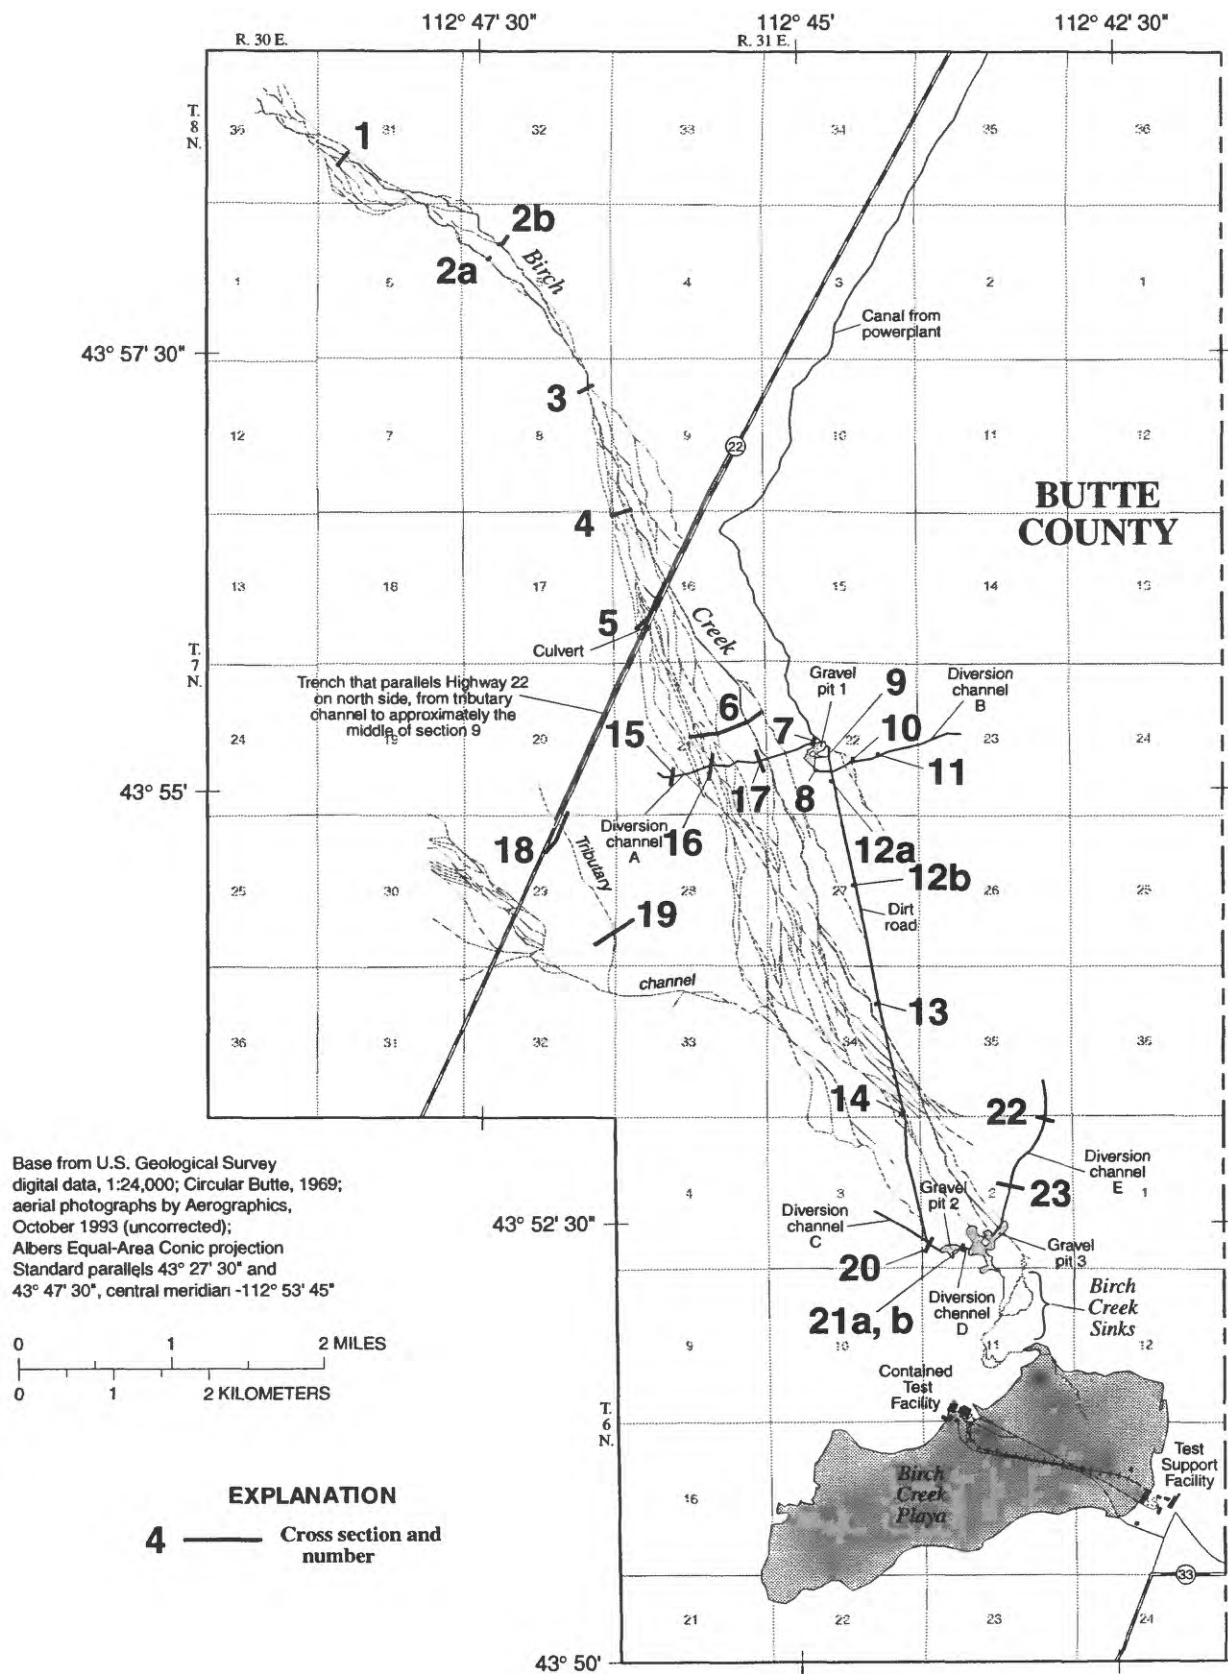 112° 47' 30"
112° 45'
112° 42' 30"
R. 30 E.
R. 31 E.
T.
8
N.
36
31
32
33
34
35
36
1
2b
Birch
2a
1
6
5
4
3
2
1
Canal from
powerplant
43° 57' 30"
3
12
7
8
9
10
11
12
22
BUTTE
COUNTY
4
13
18
17
16
15
14
13
5
Creek
Culvert
T.
7
N.
Trench that parallels Highway 22
on north side, from tributary
channel to approximately the
middle of section 9
Gravel
pit 1
9
Diversion
channel
B
6
7
10
15
24
19
20
21
22
23
24
11
43° 55'
17
8
Diversion
channel
A
16
18
Tributary
12a
12b
25
30
29
28
27
26
25
19
Dirt
road
channel
13
36
31
32
33
34
35
36
14
22
Diversion
channel
E
Base from U.S. Geological Survey
digital data, 1:24,000; Circular Butte, 1969;
aerial photographs by Aerographics,
October 1993 (uncorrected);
Albers Equal-Area Conic projection
Standard parallels 43° 27' 30" and
43° 47' 30", central meridian -112° 53' 45"
4
3
2
1
23
Gravel
pit 2
43° 52' 30"
Diversion
channel
C
Gravel
pit 3
20
Diversion
chennel
D
21a, b
Birch
Creek
Sinks
0 1 2 MILES
0 1 2 KILOMETERS
9
10
11
12
Contained
Test
Facility
T.
6
N.
Test
Support
Facility
Birch
Creek
Playa
16
EXPLANATION
4
Cross section and
number
33
21
22
23
24
43° 50'